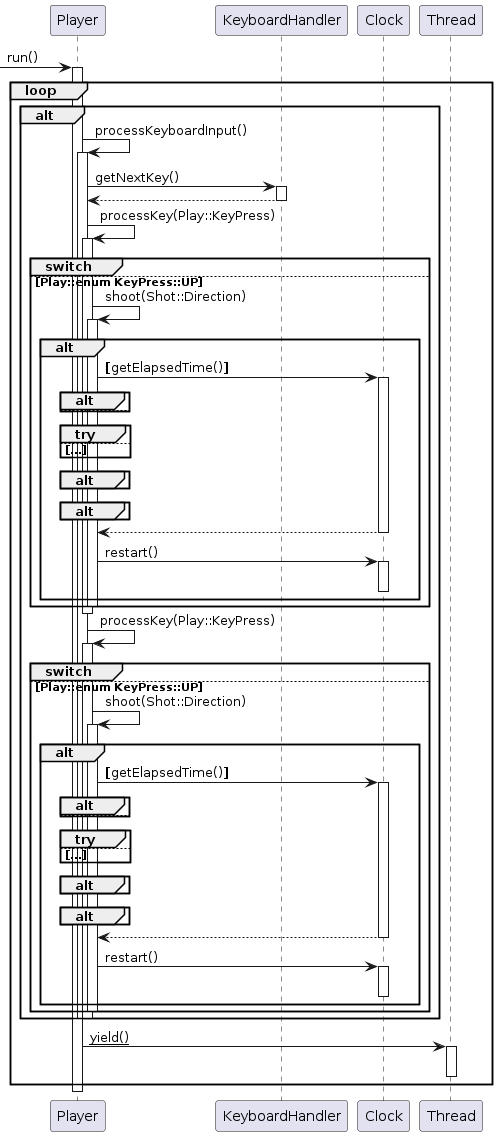 Player KeyboardHandler Clock Thread
run()
loop
alt
processKeyboardInput()
getNextKey()
processKey(Play::KeyPress)
switch
[Play::enum KeyPress::UP]
shoot(Shot::Direction)
alt
[getElapsedTime()]
alt
try
[...]
alt
alt
restart()
processKey(Play::KeyPress)
switch
[Play::enum KeyPress::UP]
shoot(Shot::Direction)
alt
[getElapsedTime()]
alt
try
[...]
alt
alt
restart()
yield()
Player KeyboardHandler Clock Thread